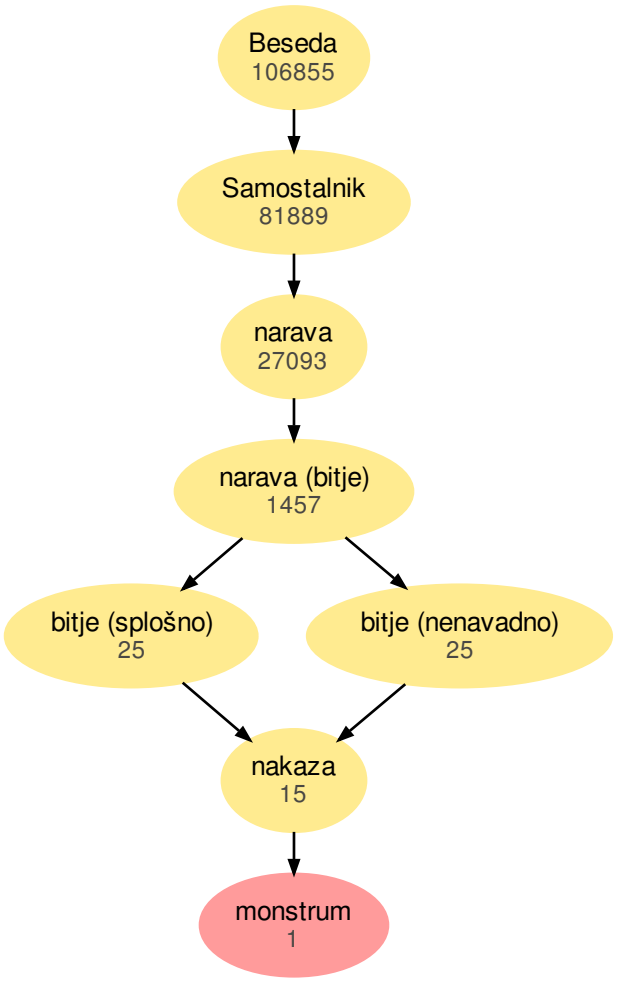 Beseda
106855
Samostalnik
81889
narava
27093
narava (bitje)
1457
bitje (splošno)
25
bitje (nenavadno)
25
nakaza
15
monstrum
1